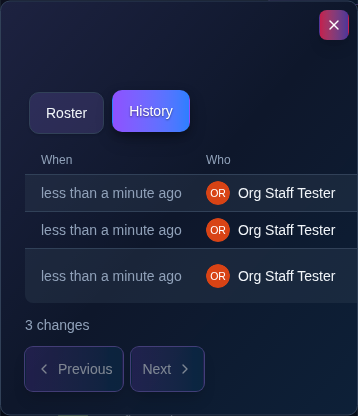 Roster History
When Who
less than a minute ago OR Org Staff Tester
less than a minute ago OR Org Staff Tester
less than a minute ago OR Org Staff Tester
3 changes
Previous Next